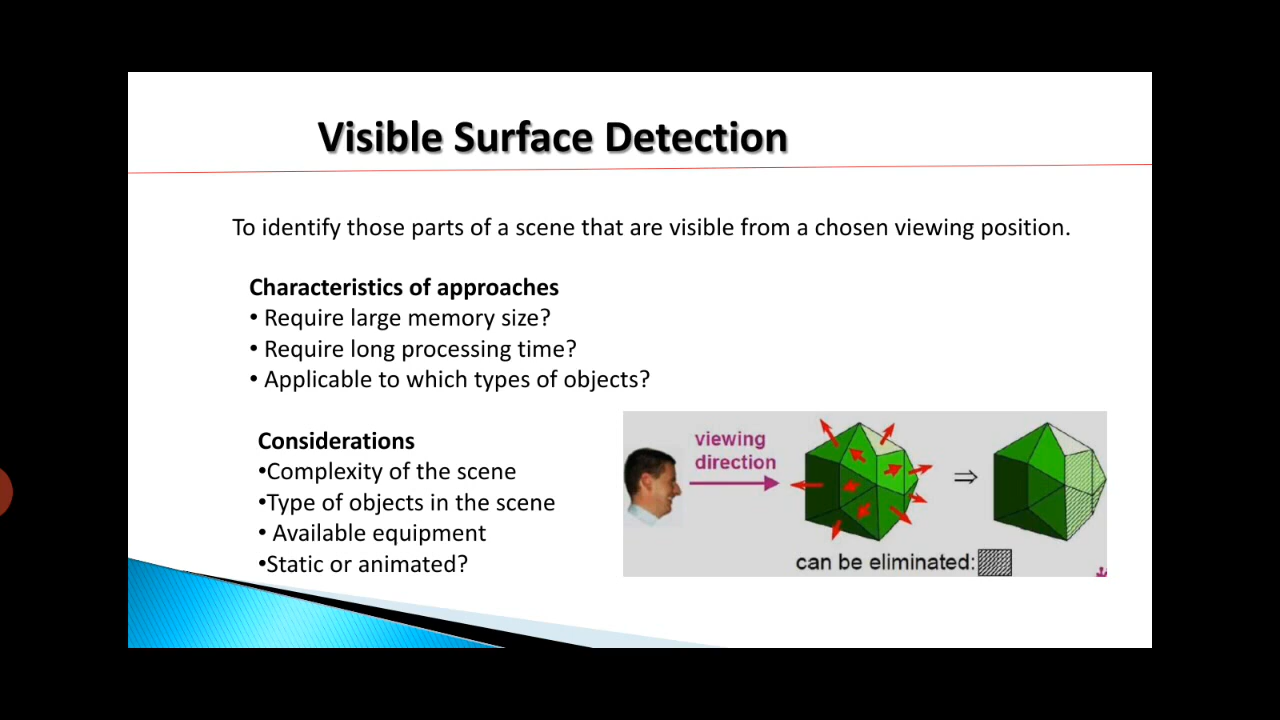 Visible Surface Detection
To identify those parts of a scene that are visible from a chosen viewing position.
Characteristics of approaches
• Require large memory size?
• Require long processing time?
• Applicable to which types of objects?
Considerations
•Complexity of the scene
•Type of objects in the scene
• Available equipment
•Static or animated?
viewing
direction
⇒
can be eliminated: